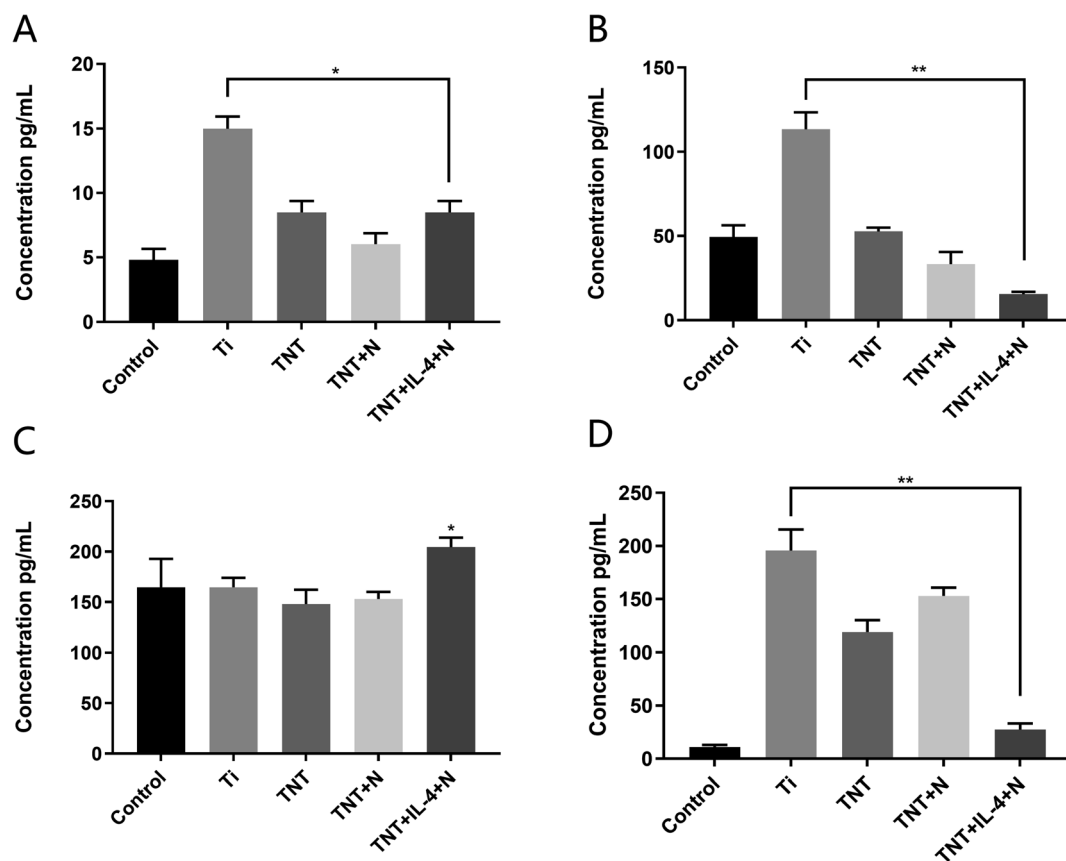 A
Concentration pg/mL
20
15
10
5
0
*
Control
Ti
TNT
TNT+N
TNT+IL-4+N
B
Concentration pg/mL
150
100
50
0
**
Control
Ti
TNT
TNT+N
TNT+IL-4+N
C
Concentration pg/mL
250
200
150
100
50
0
*
Control
Ti
TNT
TNT+N
TNT+IL-4+N
D
Concentration pg/mL
250
200
150
100
50
0
**
Control
Ti
TNT
TNT+N
TNT+IL-4+N